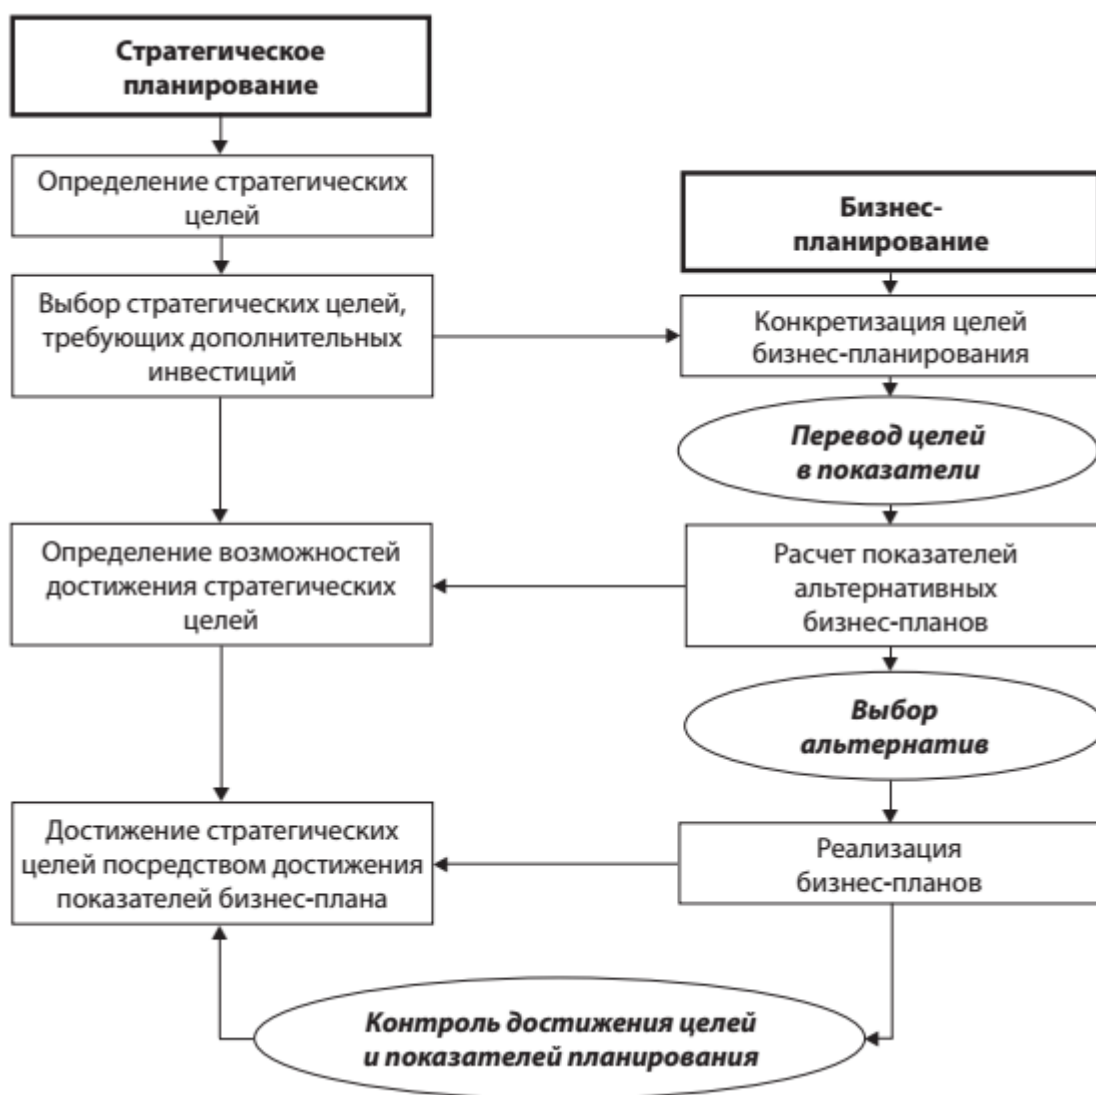 Стратегическое
планирование
Определение стратегических
целей
Выбор стратегических целей,
требующих дополнительных
инвестиций
Определение возможностей
достижения стратегических
целей
Достижение стратегических
целей посредством достижения
показателей бизнес-плана
Бизнес-
планирование
Конкретизация целей
бизнес-планирования
Перевод целей
в показатели
Расчет показателей
альтернативных
бизнес-планов
Выбор
альтернатив
Реализация
бизнес-планов
Контроль достижения целей
и показателей планирования